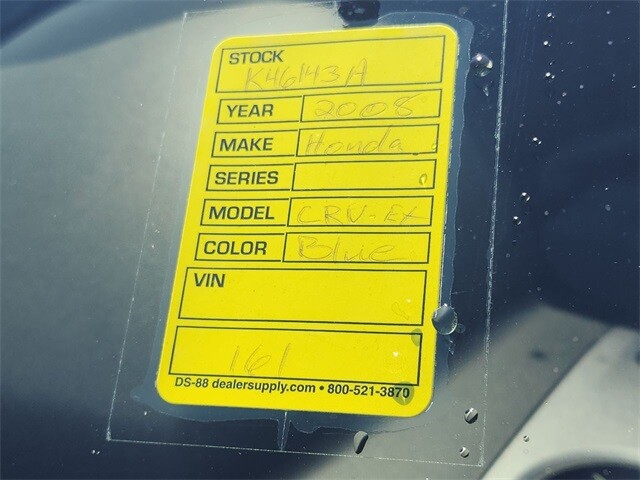 STOCK
K46143A
YEAR 2008
MAKE Honda
SERIES
MODEL CRV-EX
COLOR Blue
VIN
161
DS-88 dealersupply.com • 800-521-3870